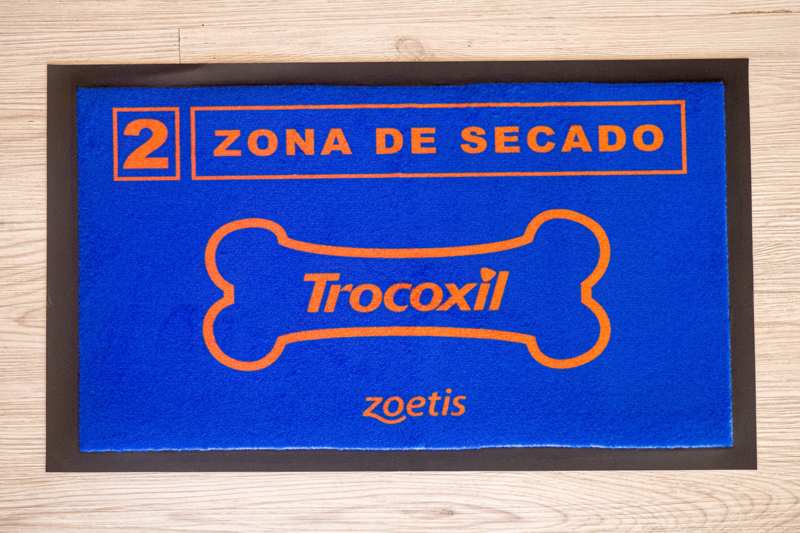 2 ZONA DE SECADO
Trocoxil
zoetis